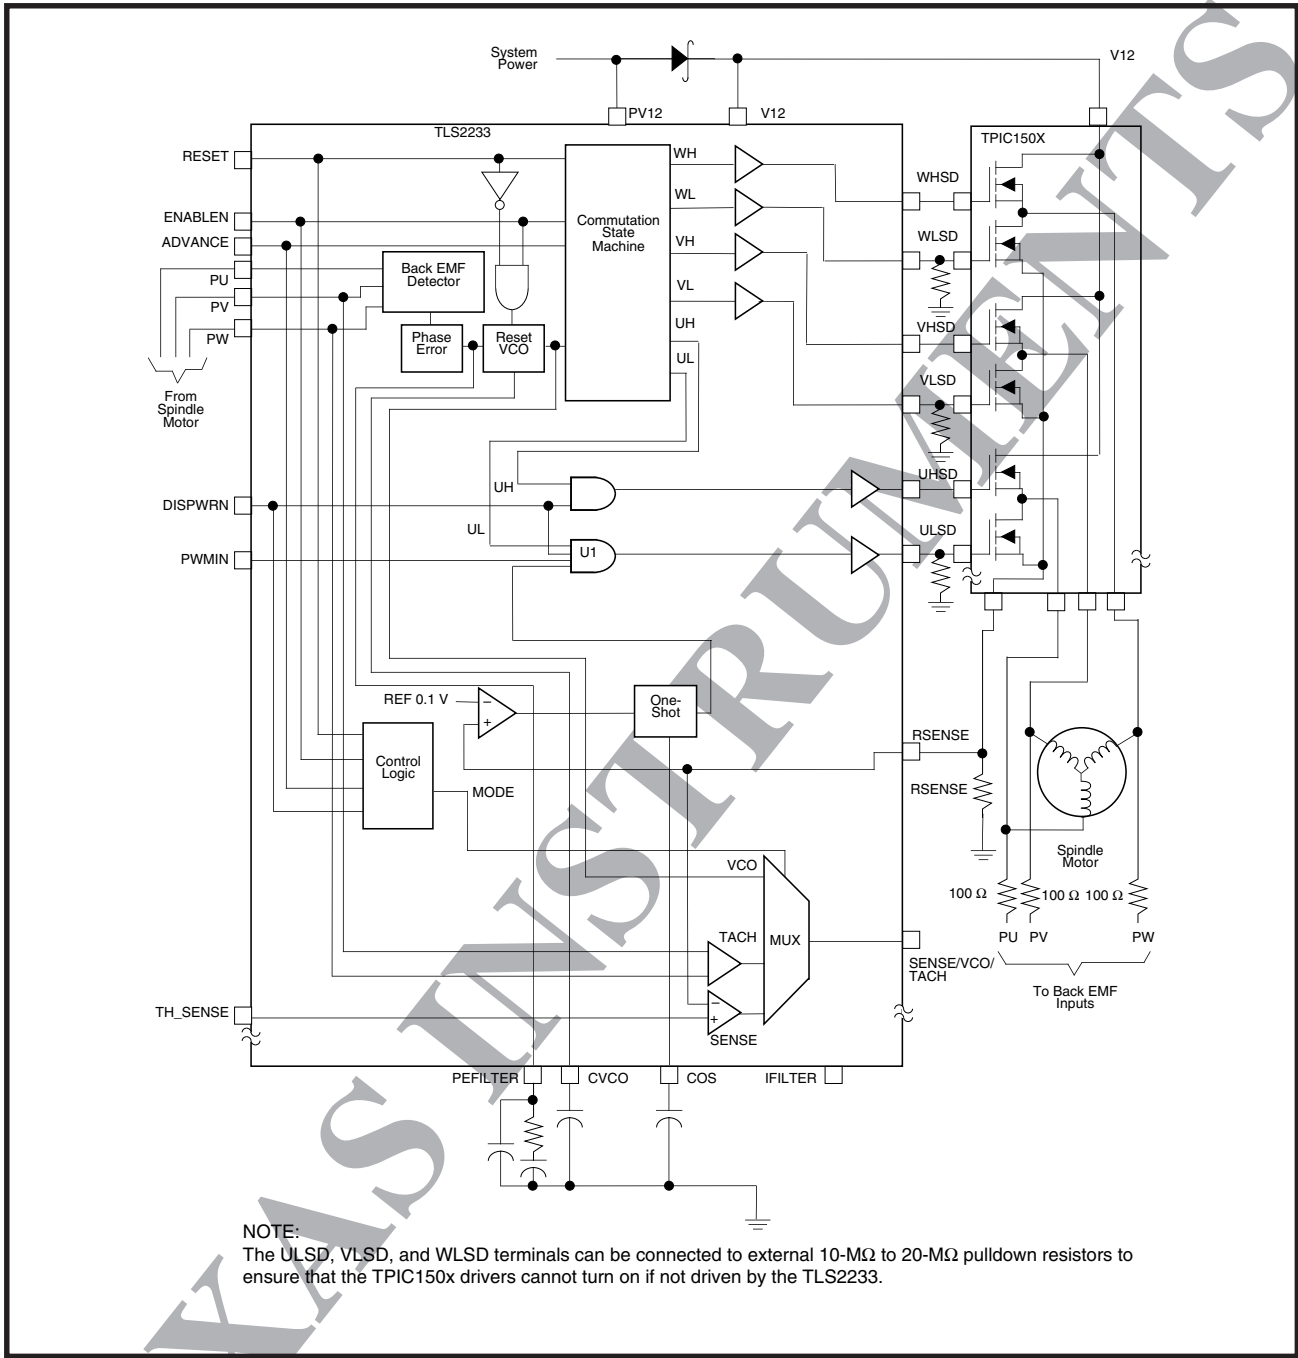 System
Power
V12
PV12
V12
TLS2233
TPIC150X
RESET
WH
WHSD
WL
ENABLEN
Commutation
State
Machine
WLSD
ADVANCE
VH
Back EMF
Detector
PU
VL
PV
UH
VHSD
PW
Phase
Error
Reset
VCO
UL
VLSD
From
Spindle
Motor
UHSD
UH
DISPWRN
UL
ULSD
U1
PWMIN
REF 0.1 V
−
+
One-
Shot
RSENSE
Control
Logic
MODE
RSENSE
Spindle
Motor
VCO
100 Ω
100 Ω
100 Ω
TACH
MUX
PU
PV
PW
SENSE/VCO/
TACH
To Back EMF
Inputs
TH_SENSE
−
+
SENSE
PEFILTER
CVCO
COS
IFILTER
NOTE:
The ULSD, VLSD, and WLSD terminals can be connected to external 10-MΩ to 20-MΩ pulldown resistors to
ensure that the TPIC150x drivers cannot turn on if not driven by the TLS2233.
XAS INSTRUMENTS